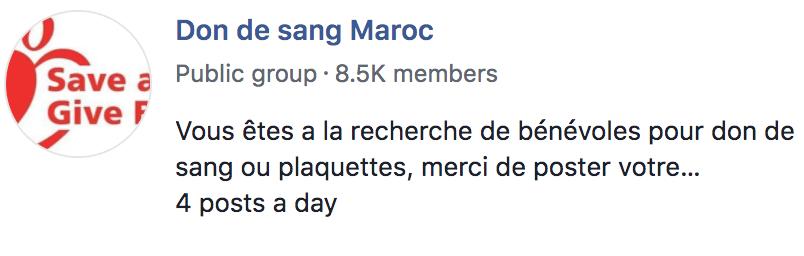 Don de sang Maroc
Public group · 8.5K members
Save a
Give
Vous êtes a la recherche de bénévoles pour don de
sang ou plaquettes, merci de poster votre...
4 posts a day